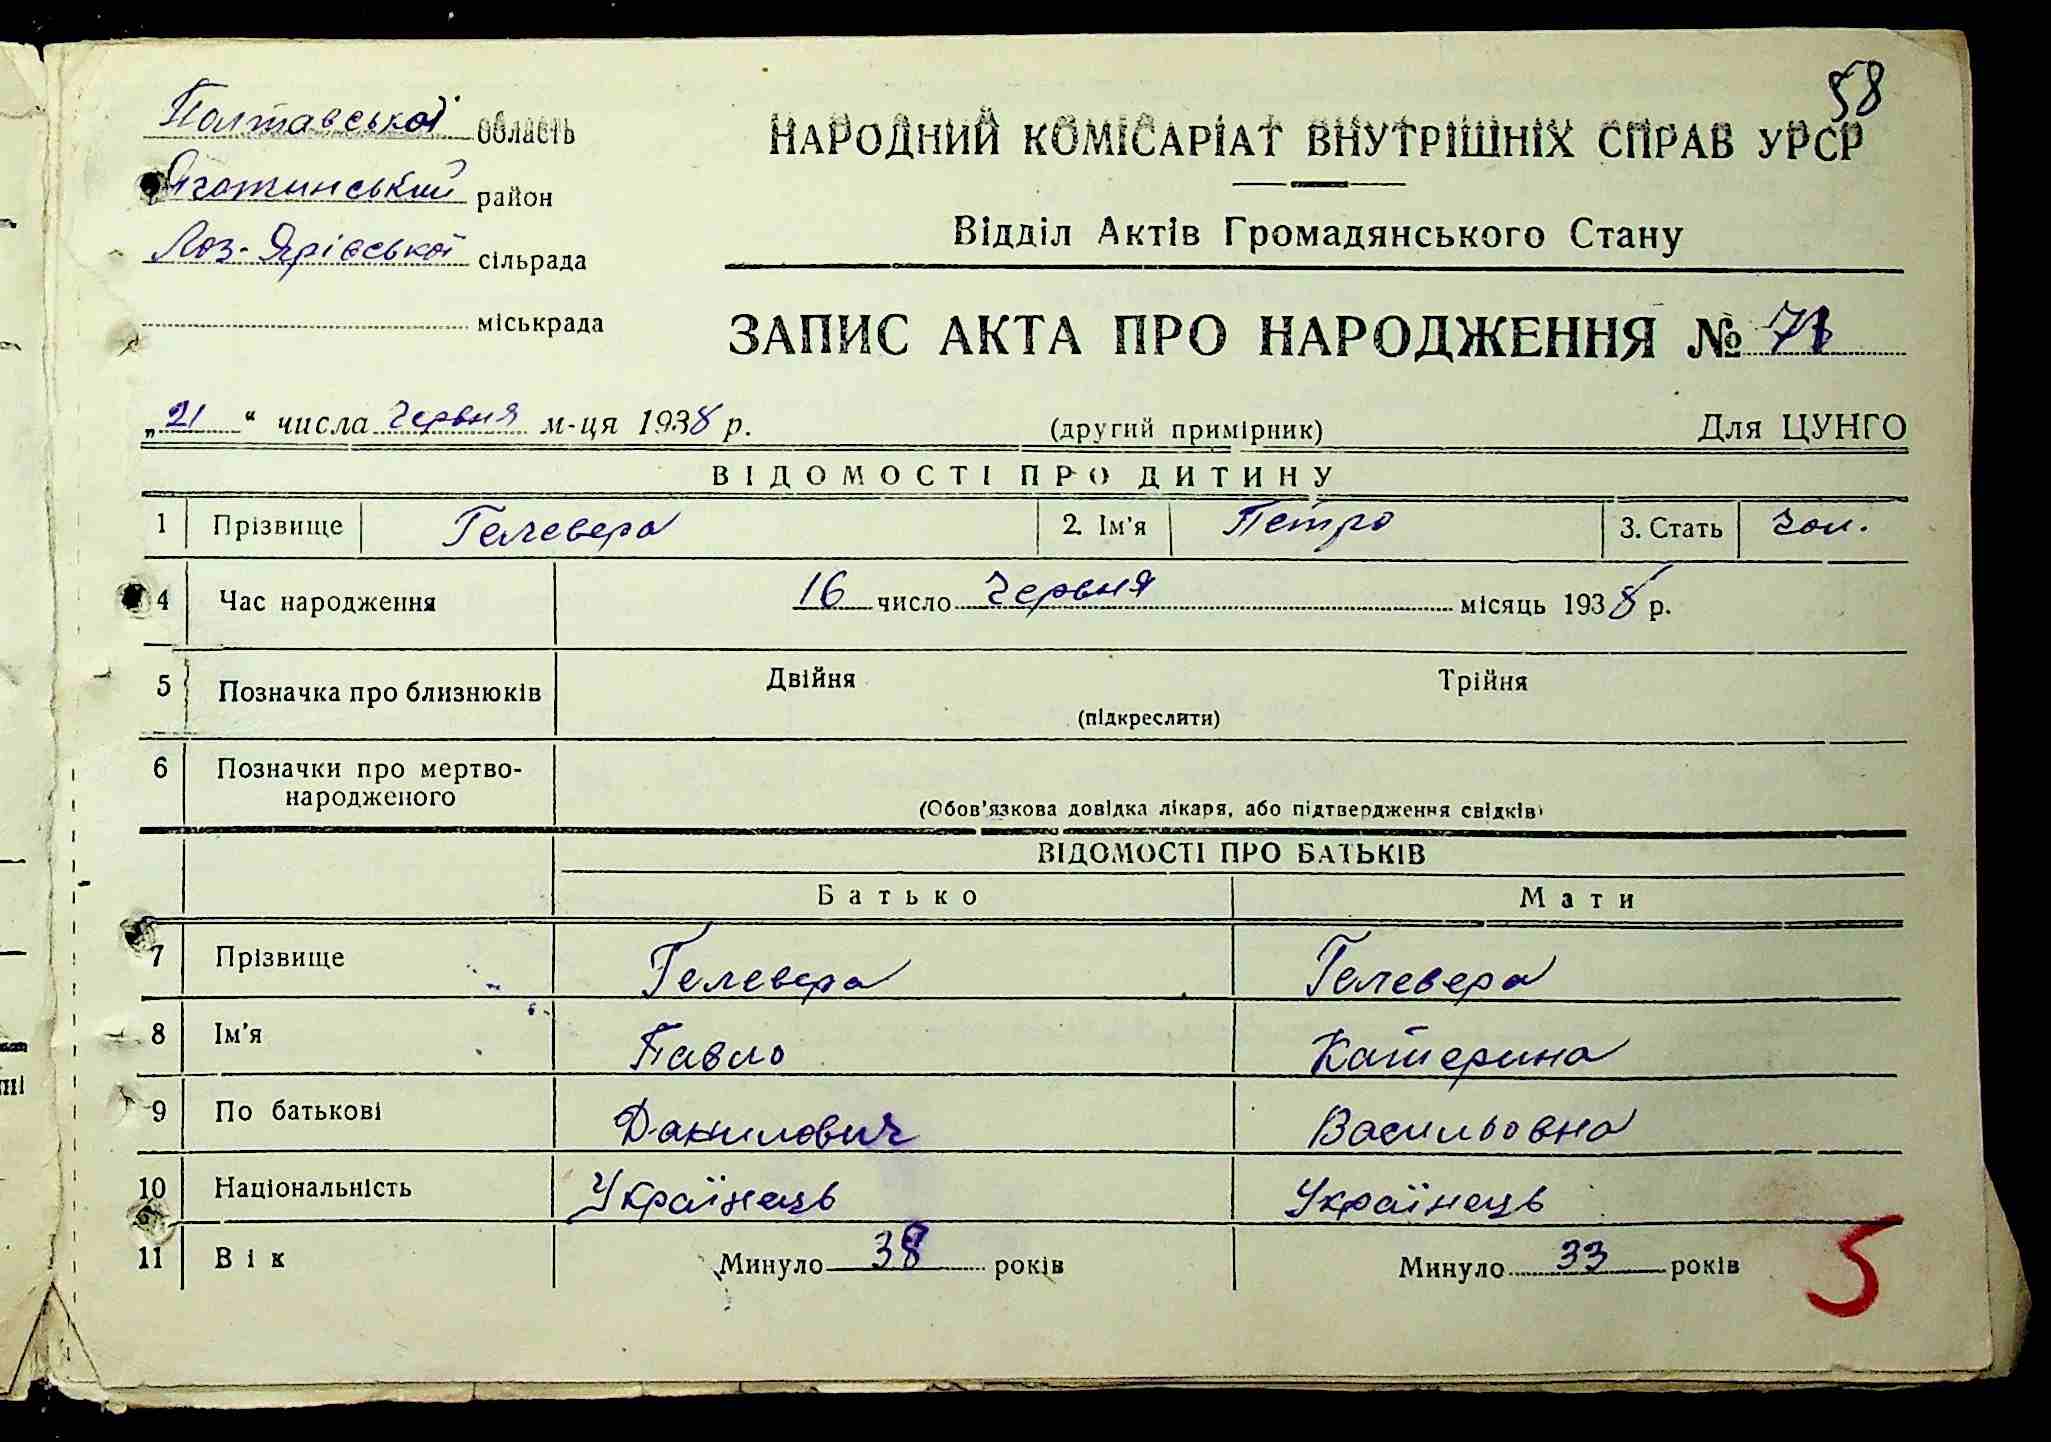 58
Полтавської область
Яготинський район
Лоз-Ярівської сільрада
міськрада
НАРОДНИЙ КОМІСАРІАТ ВНУТРІШНІХ СПРАВ УРСР
Відділ Актів Громадянського Стану
ЗАПИС АКТА ПРО НАРОДЖЕННЯ № 71
„21“ числа червня м-ця 1938 р. (другий примірник) Для ЦУНГО
ВІДОМОСТІ ПРО ДИТИНУ
1 Прізвище Гелевера 2. Ім'я Петро 3. Стать чол.
4 Час народження 16 число червня місяць 1938 р.
5 Позначка про близнюків Двійня Трійня
(підкреслити)
6 Позначки про мертво-
народженого
(Обов'язкова довідка лікаря, або підтвердження свідків)
ВІДОМОСТІ ПРО БАТЬКІВ
Батько Мати
7 Прізвище Гелевера Гелевера
8 Ім'я Павло Катерина
9 По батькові Данилович Васильовна
10 Національність Українець Українець
11 Вік Минуло 38 років Минуло 33 років
5